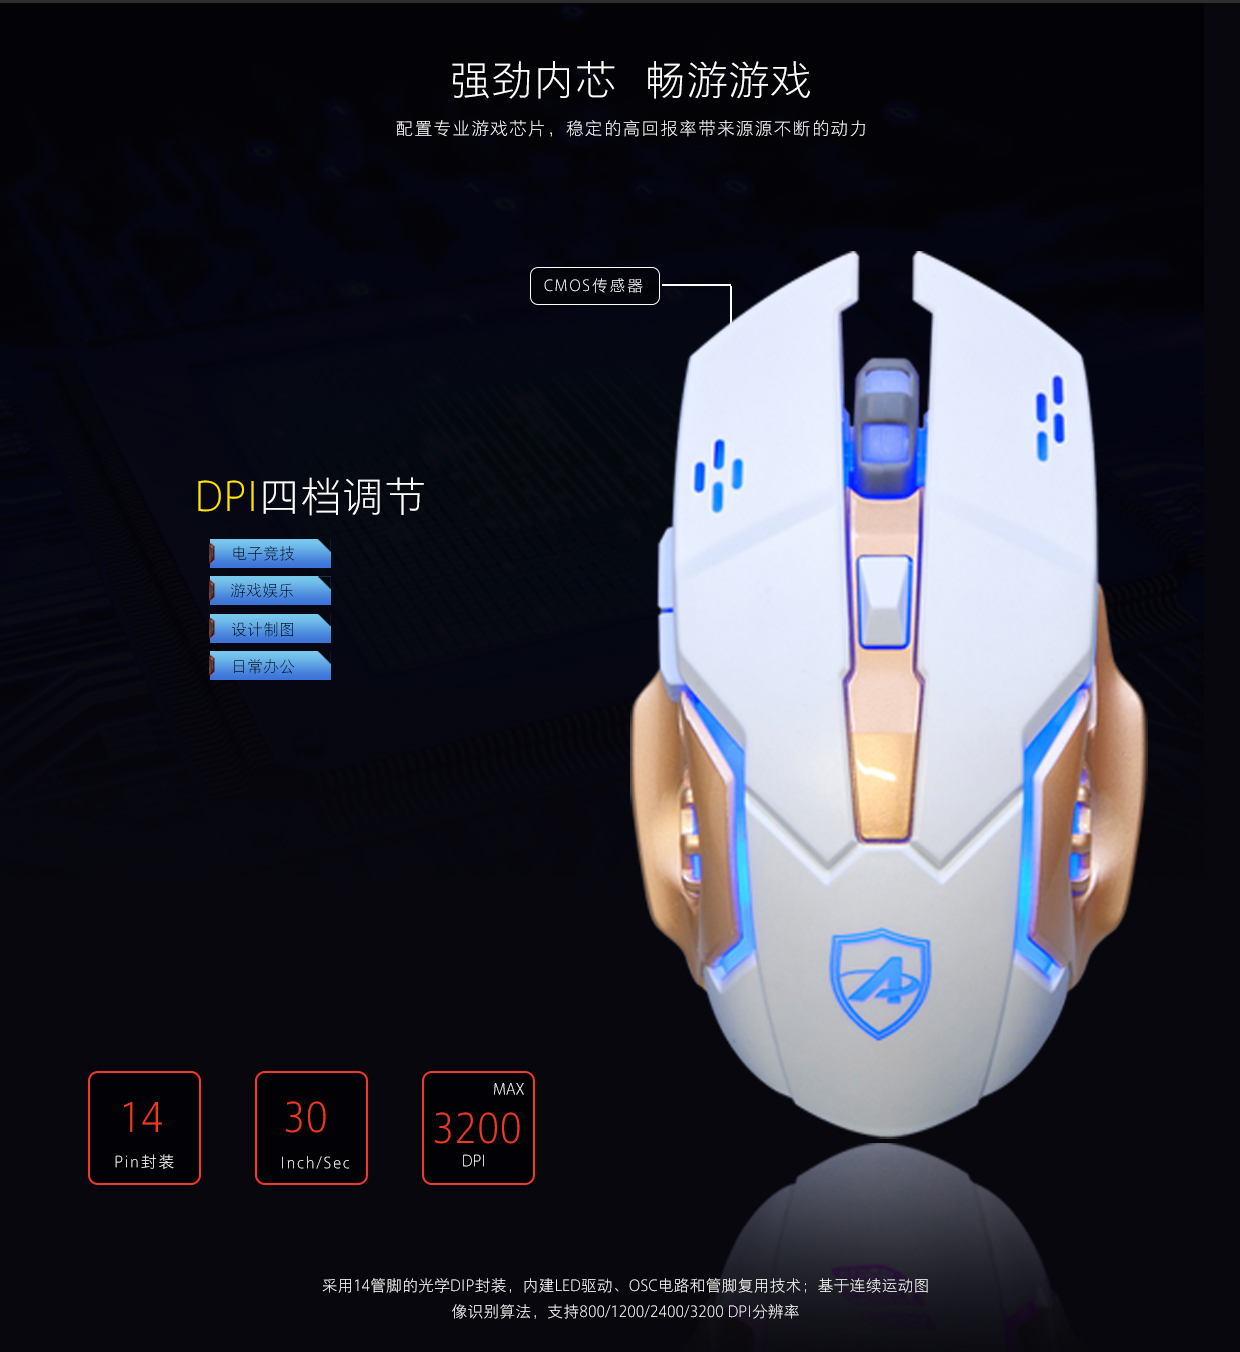 强劲内芯 畅游游戏
配置专业游戏芯片，稳定的高回报率带来源源不断的动力
CMOS传感器
DPI四档调节
电子竞技
游戏娱乐
设计制图
日常办公
14
Pin封装
30
Inch/Sec
MAX
3200
DPI
采用14管脚的光学DIP封装，内建LED驱动、OSC电路和管脚复用技术；基于连续运动图
像识别算法，支持800/1200/2400/3200 DPI分辨率